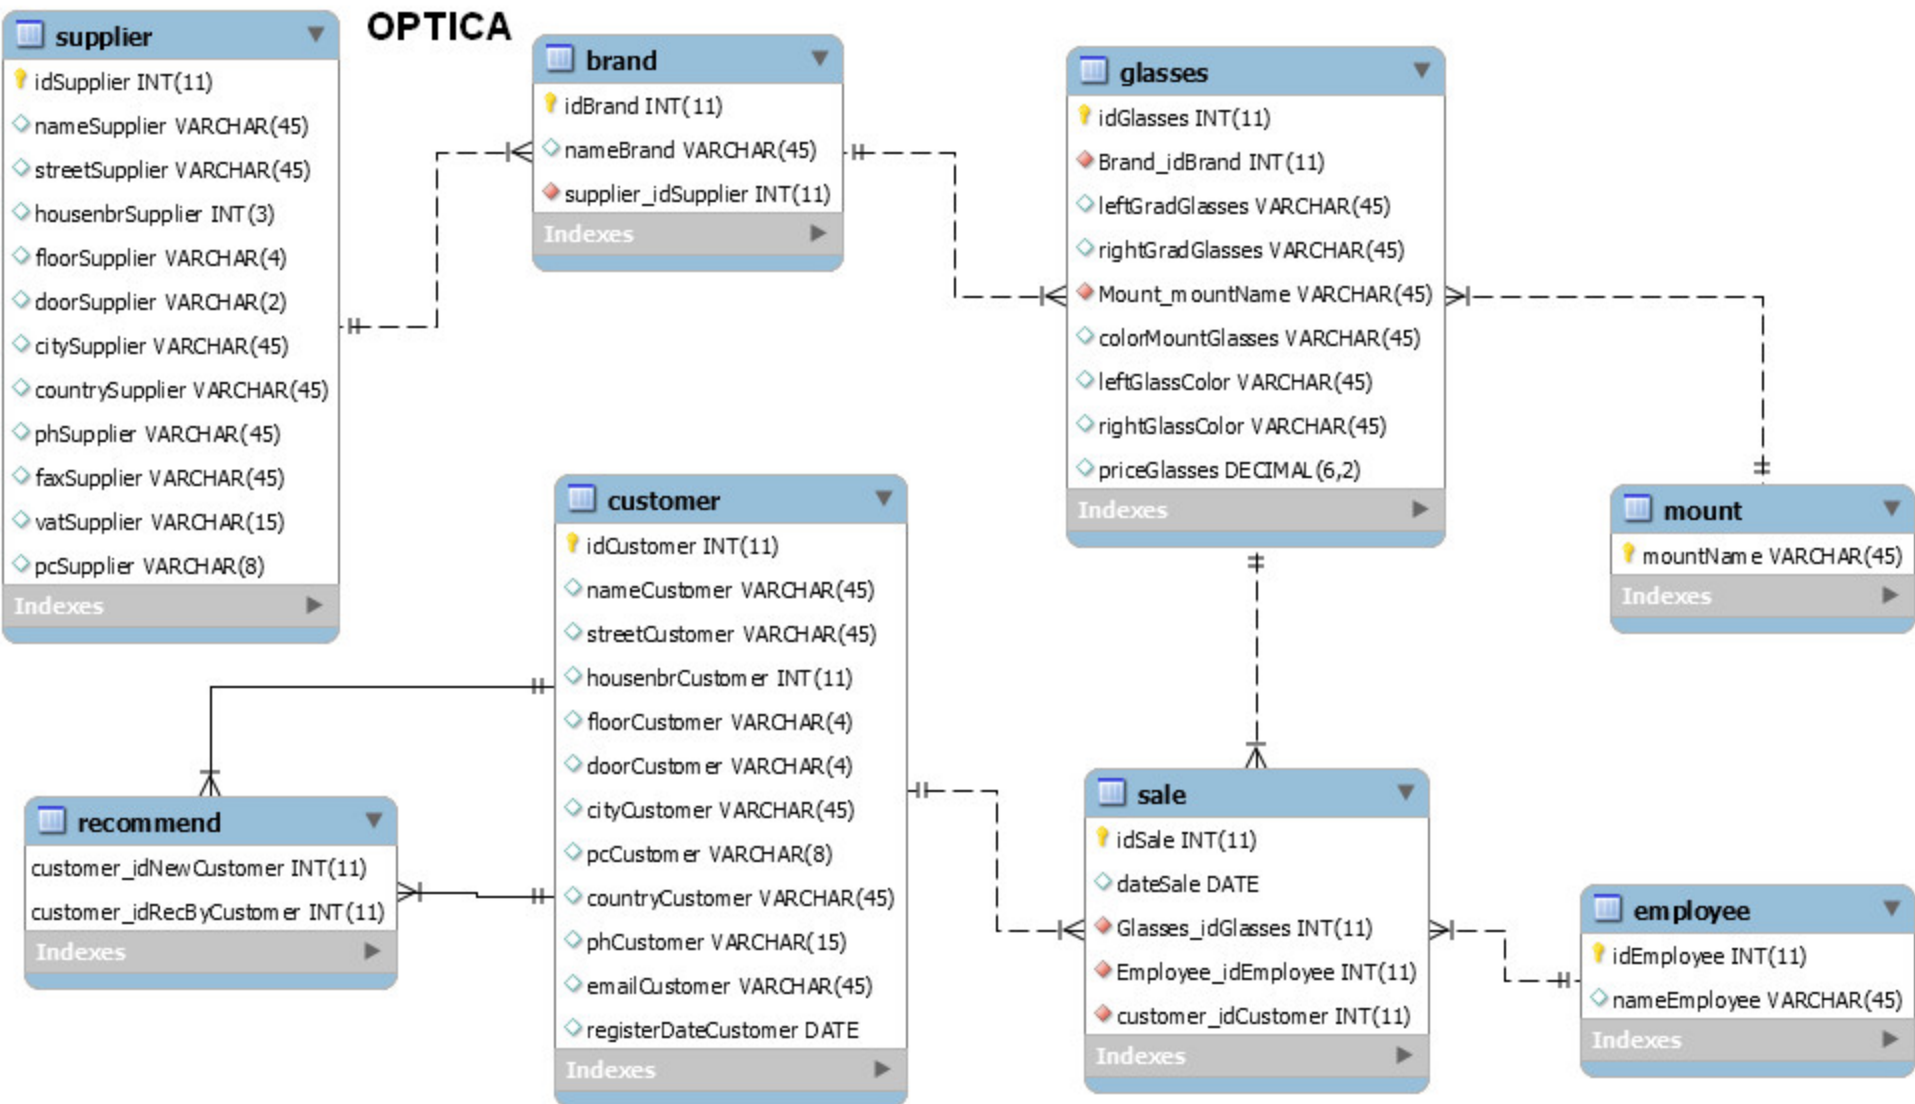 OPTICA
supplier
idSupplier INT(11)
nameSupplier VARCHAR(45)
streetSupplier VARCHAR(45)
housenbrSupplier INT(3)
floorSupplier VARCHAR(4)
doorSupplier VARCHAR(2)
citySupplier VARCHAR(45)
countrySupplier VARCHAR(45)
phSupplier VARCHAR(45)
faxSupplier VARCHAR(45)
vatSupplier VARCHAR(15)
pcSupplier VARCHAR(8)
Indexes
brand
idBrand INT(11)
nameBrand VARCHAR(45)
supplier_idSupplier INT(11)
Indexes
glasses
idGlasses INT(11)
Brand_idBrand INT(11)
leftGradGlasses VARCHAR(45)
rightGradGlasses VARCHAR(45)
Mount_mountName VARCHAR(45)
colorMountGlasses VARCHAR(45)
leftGlassColor VARCHAR(45)
rightGlassColor VARCHAR(45)
priceGlasses DECIMAL(6,2)
Indexes
mount
mountName VARCHAR(45)
Indexes
customer
idCustomer INT(11)
nameCustomer VARCHAR(45)
streetCustomer VARCHAR(45)
housenbrCustomer INT(11)
floorCustomer VARCHAR(4)
doorCustomer VARCHAR(4)
cityCustomer VARCHAR(45)
pcCustomer VARCHAR(8)
countryCustomer VARCHAR(45)
phCustomer VARCHAR(15)
emailCustomer VARCHAR(45)
registerDateCustomer DATE
Indexes
recommend
customer_idNewCustomer INT(11)
customer_idRecByCustomer INT(11)
Indexes
sale
idSale INT(11)
dateSale DATE
Glasses_idGlasses INT(11)
Employee_idEmployee INT(11)
customer_idCustomer INT(11)
Indexes
employee
idEmployee INT(11)
nameEmployee VARCHAR(45)
Indexes